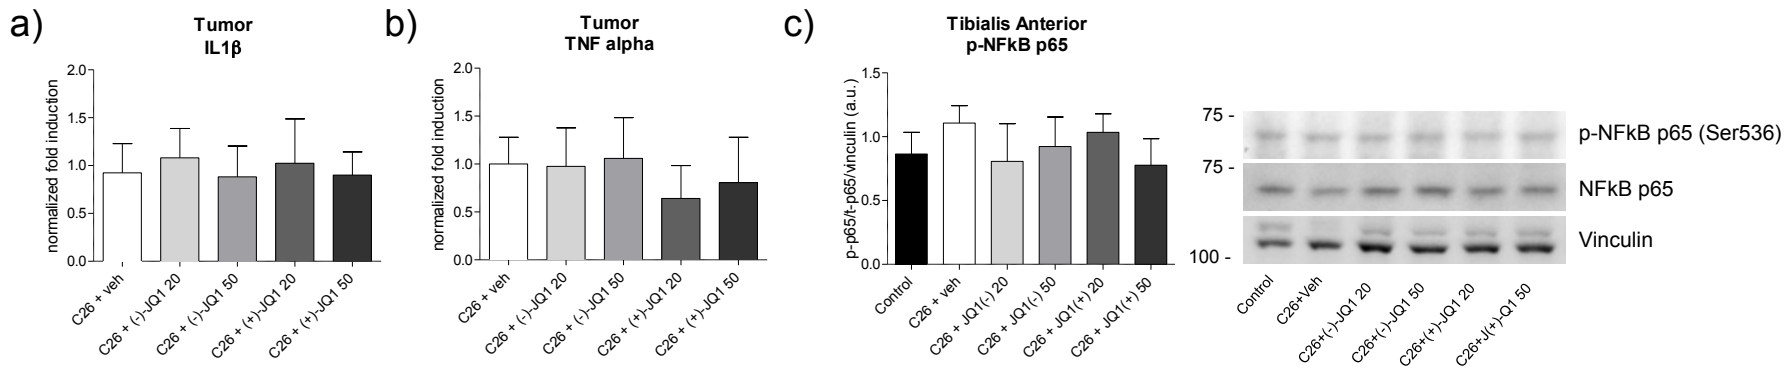 a)
Tumor
IL1β
normalized fold induction
2.0
1.5
1.0
0.5
0.0
C26 + veh
C26 + (-)-JQ1 20
C26 + (-)-JQ1 50
C26 + (+)-JQ1 20
C26 + (+)-JQ1 50
b)
Tumor
TNF alpha
normalized fold induction
2.0
1.5
1.0
0.5
0.0
C26 + veh
C26 + (-)-JQ1 20
C26 + (-)-JQ1 50
C26 + (+)-JQ1 20
C26 + (+)-JQ1 50
c)
Tibialis Anterior
p-NFkB p65
p-p65/t-p65/vinculin (a.u.)
1.5
1.0
0.5
0.0
Control
C26 + veh
C26 + JQ1(-) 20
C26 + JQ1(-) 50
C26 + JQ1(+) 20
C26 + JQ1(+) 50
75 -
p-NFkB p65 (Ser536)
75 -
NFkB p65
Vinculin
100 -
Control
C26+Veh
C26+(-)-JQ1 20
C26+(-)-JQ1 50
C26+(+)-JQ1 20
C26+J(+)-Q1 50